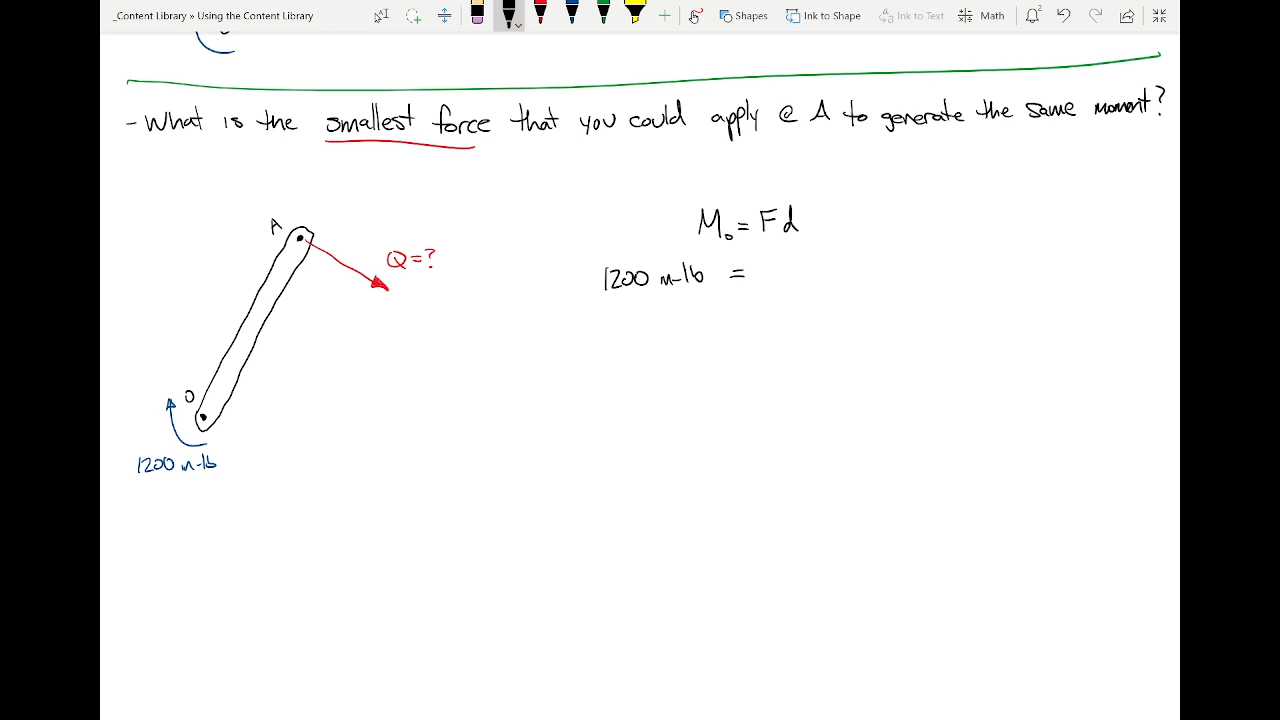 _Content Library » Using the Content Library
Shapes
Ink to Shape
Ink to Text
Math
2
- What is the smallest force that you could apply @ A to generate the same moment?
A
Q=?
Mo = Fd
1200 in-lb =
O
1200 in-lb